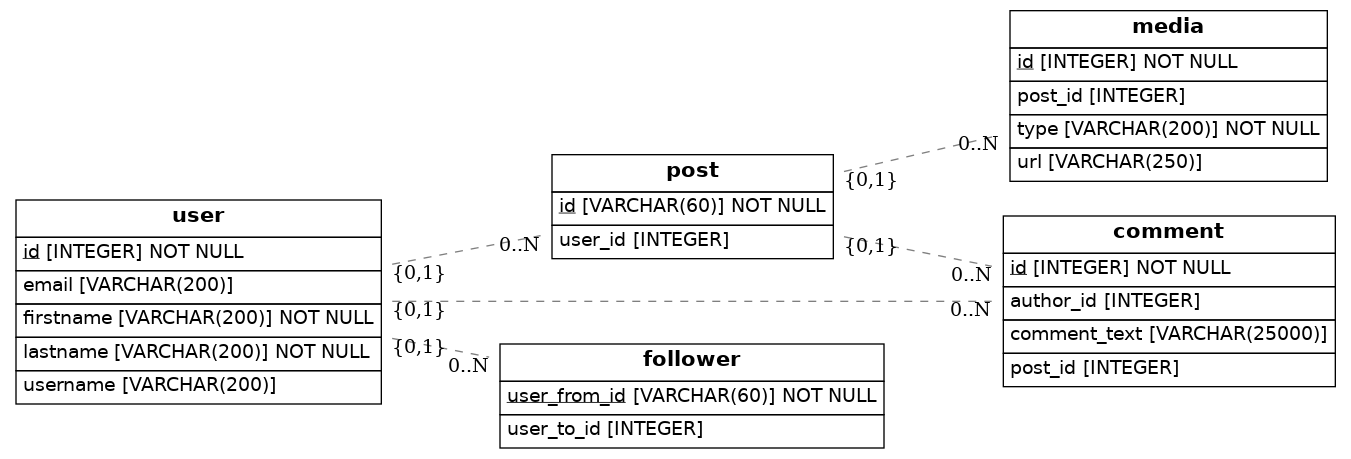 media
id [INTEGER] NOT NULL
post_id [INTEGER]
type [VARCHAR(200)] NOT NULL
url [VARCHAR(250)]
0..N
{0,1}
post
id [VARCHAR(60)] NOT NULL
user_id [INTEGER]
{0,1}
0..N
user
id [INTEGER] NOT NULL
email [VARCHAR(200)]
firstname [VARCHAR(200)] NOT NULL
lastname [VARCHAR(200)] NOT NULL
username [VARCHAR(200)]
{0,1}
0..N
{0,1}
0..N
{0,1}
0..N
comment
id [INTEGER] NOT NULL
author_id [INTEGER]
comment_text [VARCHAR(25000)]
post_id [INTEGER]
follower
user_from_id [VARCHAR(60)] NOT NULL
user_to_id [INTEGER]